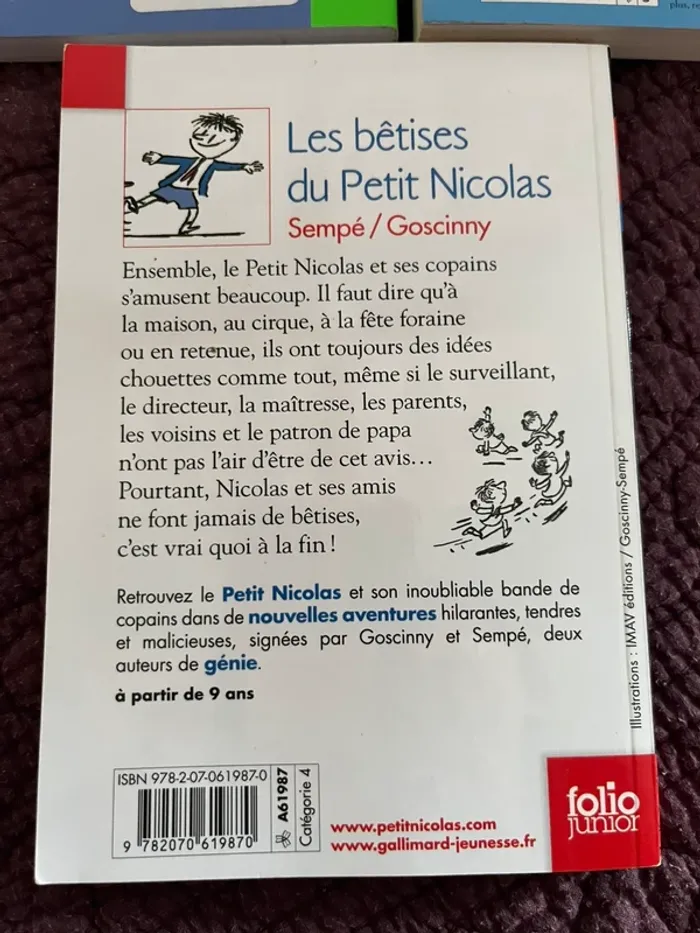 plus, re
Les bêtises
du Petit Nicolas
Sempé / Goscinny
Ensemble, le Petit Nicolas et ses copains
s'amusent beaucoup. Il faut dire qu'à
la maison, au cirque, à la fête foraine
ou en retenue, ils ont toujours des idées
chouettes comme tout, même si le surveillant,
le directeur, la maîtresse, les parents,
les voisins et le patron de papa
n'ont pas l'air d'être de cet avis…
Pourtant, Nicolas et ses amis
ne font jamais de bêtises,
c'est vrai quoi à la fin !
Retrouvez le Petit Nicolas et son inoubliable bande de
copains dans de nouvelles aventures hilarantes, tendres
et malicieuses, signées par Goscinny et Sempé, deux
auteurs de génie.
à partir de 9 ans
Illustrations : IMAV éditions / Goscinny-Sempé
ISBN 978-2-07-061987-0
9 782070 619870
A61987
Catégorie 4
www.petitnicolas.com
www.gallimard-jeunesse.fr
folio
junior